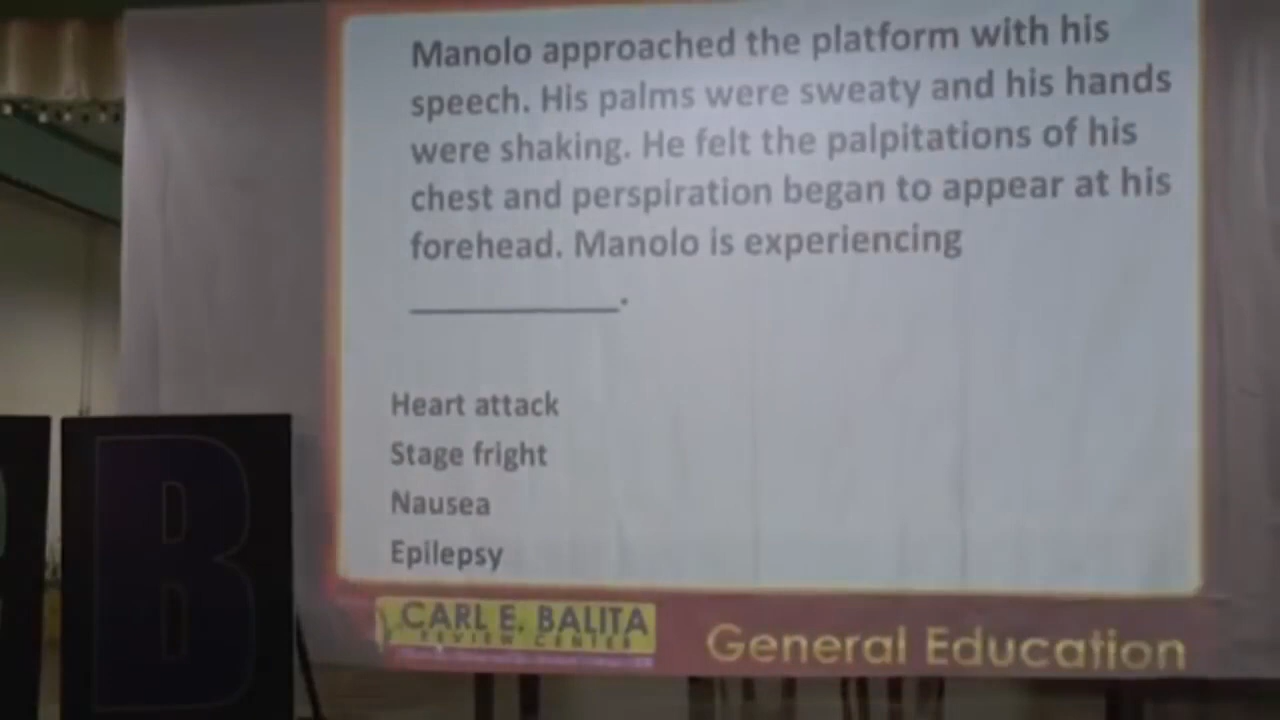 Manolo approached the platform with his
speech. His palms were sweaty and his hands
were shaking. He felt the palpitations of his
chest and perspiration began to appear at his
forehead. Manolo is experiencing
____________.
Heart attack
Stage fright
Nausea
Epilepsy
CARL E. BALITA
REVIEW CENTER
General Education
B